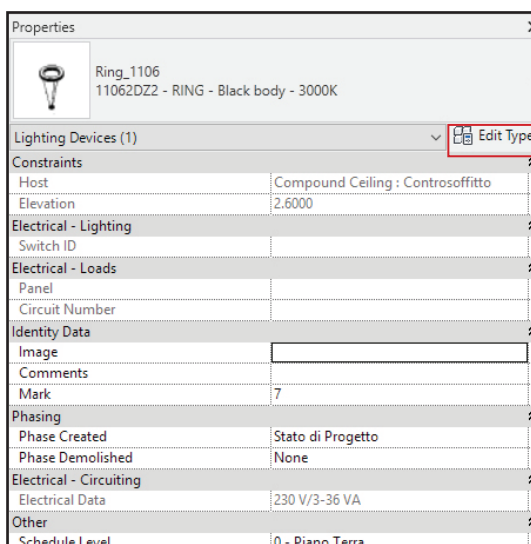 Properties
Ring_1106
11062DZ2 - RING - Black body - 3000K
Lighting Devices (1) Edit Type
Constraints
Host Compound Ceiling : Controsoffitto
Elevation 2.6000
Electrical - Lighting
Switch ID
Electrical - Loads
Panel
Circuit Number
Identity Data
Image
Comments
Mark 7
Phasing
Phase Created Stato di Progetto
Phase Demolished None
Electrical - Circuiting
Electrical Data 230 V/3-36 VA
Other
Schedule Level 0 - Piano Terra